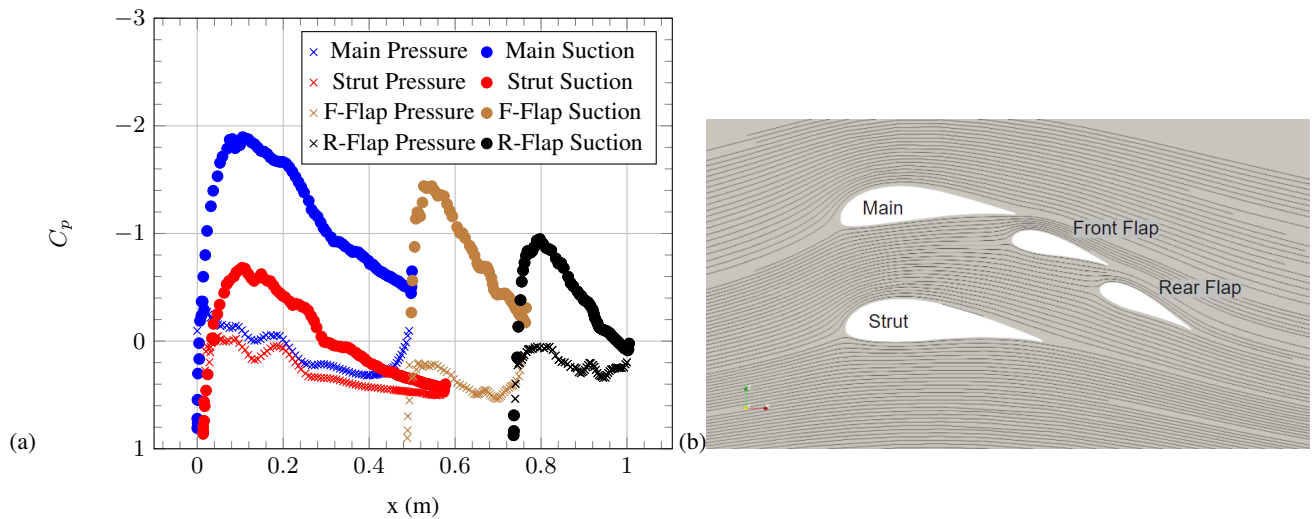 −3
−2
−1
0
1
C_p
0
0.2
0.4
0.6
0.8
1
x (m)
Main Pressure Main Suction
Strut Pressure Strut Suction
F-Flap Pressure F-Flap Suction
R-Flap Pressure R-Flap Suction
(a)
(b)
Main
Front Flap
Rear Flap
Strut